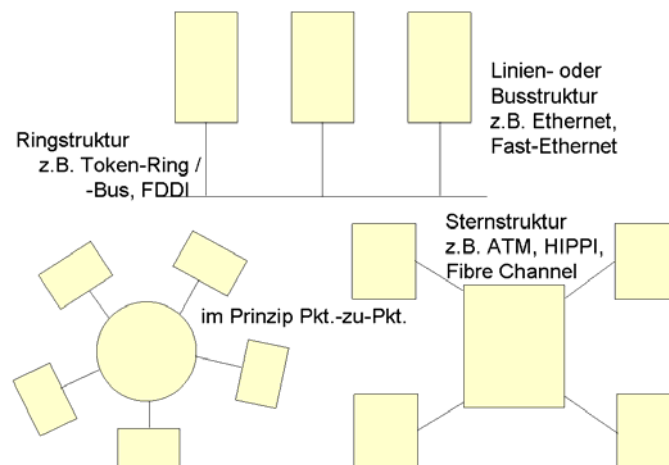 Linien- oder
Busstruktur
z.B. Ethernet,
Fast-Ethernet
Ringstruktur
z.B. Token-Ring /
-Bus, FDDI
Sternstruktur
z.B. ATM, HIPPI,
Fibre Channel
im Prinzip Pkt.-zu-Pkt.